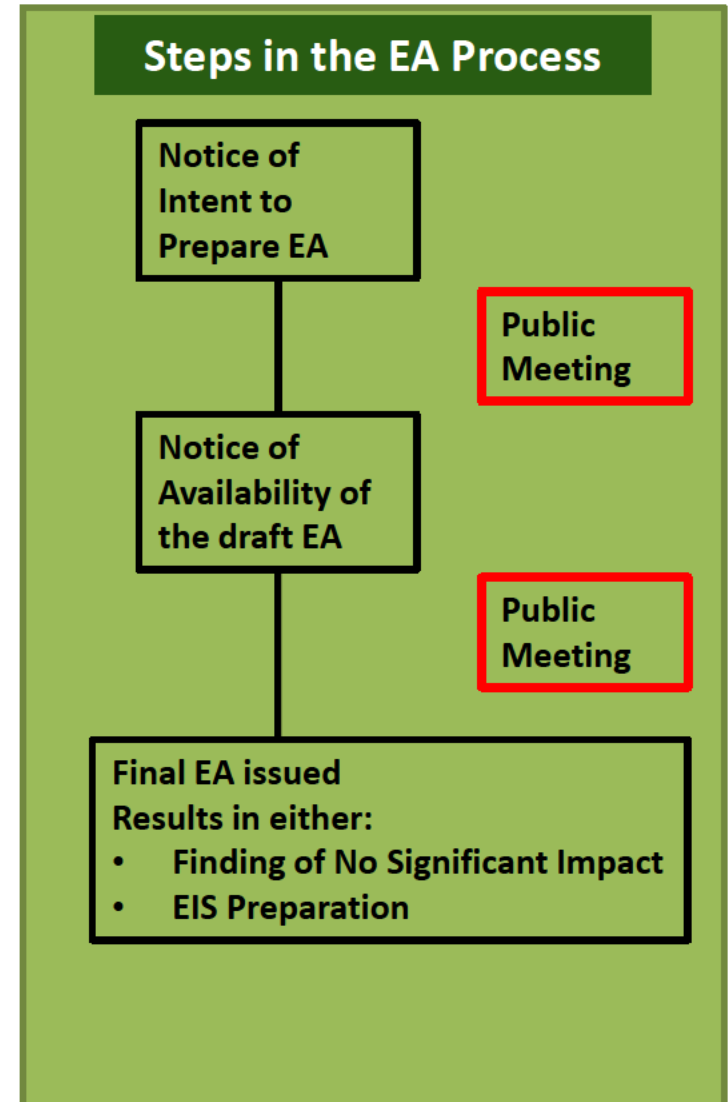 Steps in the EA Process
Notice of
Intent to
Prepare EA
Public
Meeting
Notice of
Availability of
the draft EA
Public
Meeting
Final EA issued
Results in either:
• Finding of No Significant Impact
• EIS Preparation